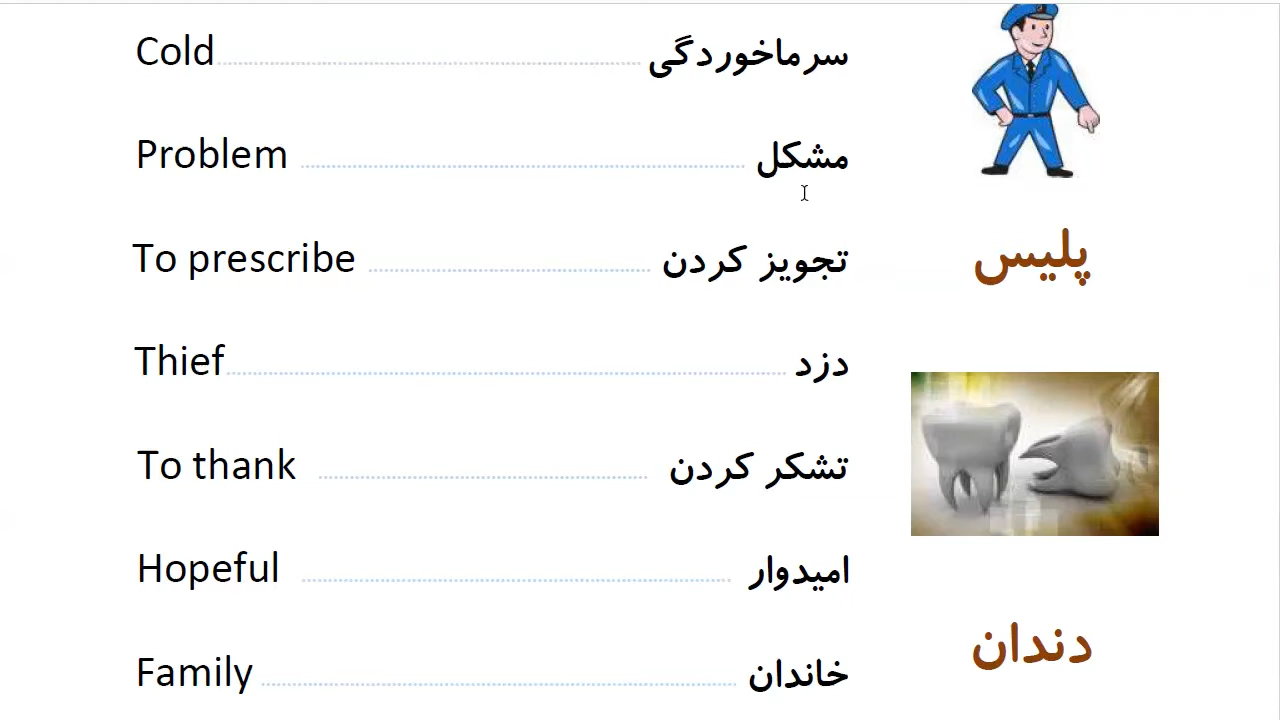 Cold سرماخوردگی
Problem مشکل
To prescribe تجویز کردن
پلیس
Thief دزد
To thank تشکر کردن
Hopeful امیدوار
دندان
Family خاندان